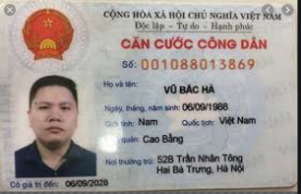 CỘNG HÒA XÃ HỘI CHỦ NGHĨA VIỆT NAM
Độc lập - Tự do - Hạnh phúc
CĂN CƯỚC CÔNG DÂN
Số: 001088013869
Họ và tên:
VŨ BẮC HÀ
Ngày, tháng, năm sinh: 06/09/1988
Giới tính: Nam Quốc tịch: Việt Nam
Quê quán: Cao Bằng
Nơi thường trú: 52B Trần Nhân Tông
Hai Bà Trưng, Hà Nội
Có giá trị đến: 06/09/2028